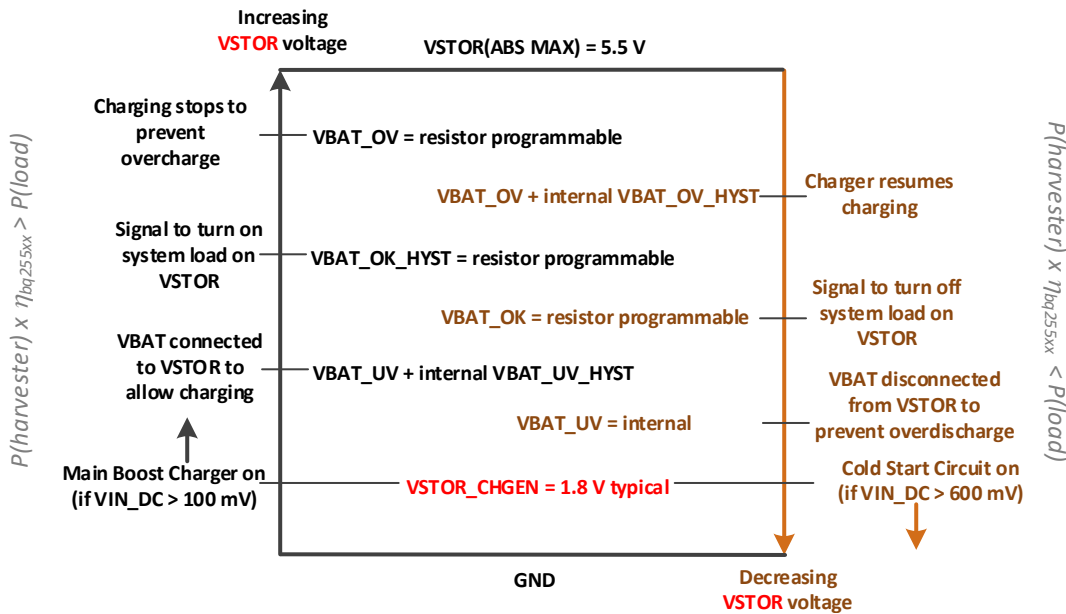 Increasing
VSTOR voltage
VSTOR(ABS MAX) = 5.5 V
Charging stops to
prevent
overcharge
VBAT_OV = resistor programmable
VBAT_OV + internal VBAT_OV_HYST
Charger resumes
charging
Signal to turn on
system load on
VSTOR
VBAT_OK_HYST = resistor programmable
VBAT_OK = resistor programmable
Signal to turn off
system load on
VSTOR
VBAT connected
to VSTOR to
allow charging
VBAT_UV + internal VBAT_UV_HYST
VBAT_UV = internal
VBAT disconnected
from VSTOR to
prevent overdischarge
Main Boost Charger on
(if VIN_DC > 100 mV)
VSTOR_CHGEN = 1.8 V typical
Cold Start Circuit on
(if VIN_DC > 600 mV)
GND
Decreasing
VSTOR voltage
P(harvester) x ηbq255xx > P(load)
P(harvester) x ηbq255xx < P(load)